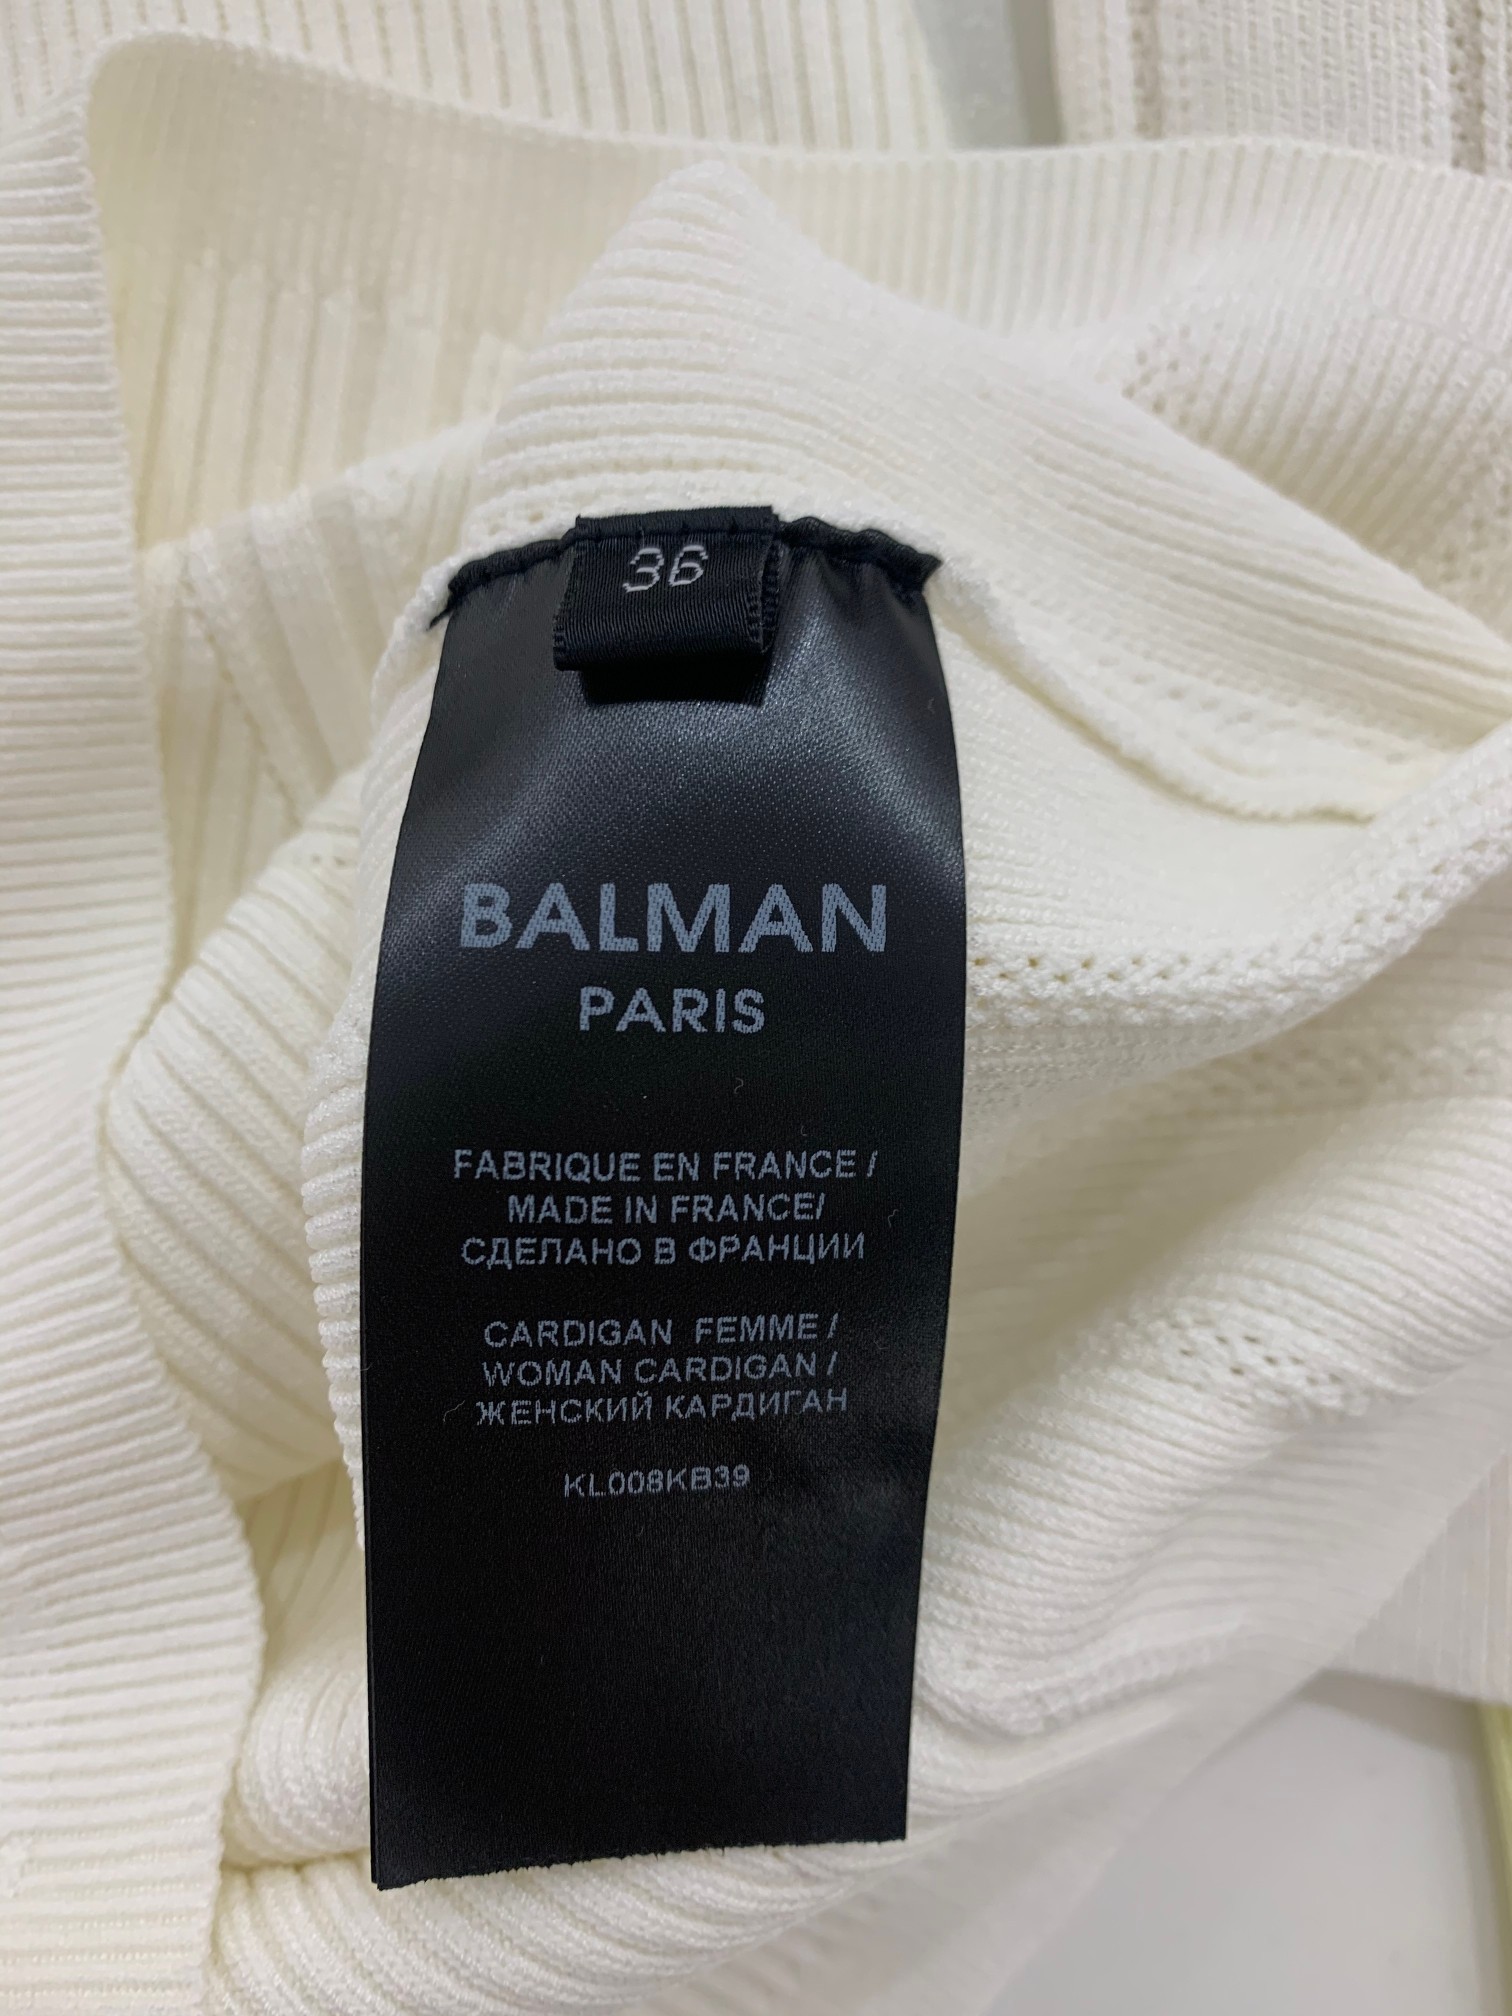 36
BALMAN
PARIS
FABRIQUE EN FRANCE /
MADE IN FRANCE/
СДЕЛАНО В ФРАНЦИИ
CARDIGAN FEMME /
WOMAN CARDIGAN /
ЖЕНСКИЙ КАРДИГАН
KL008KB39